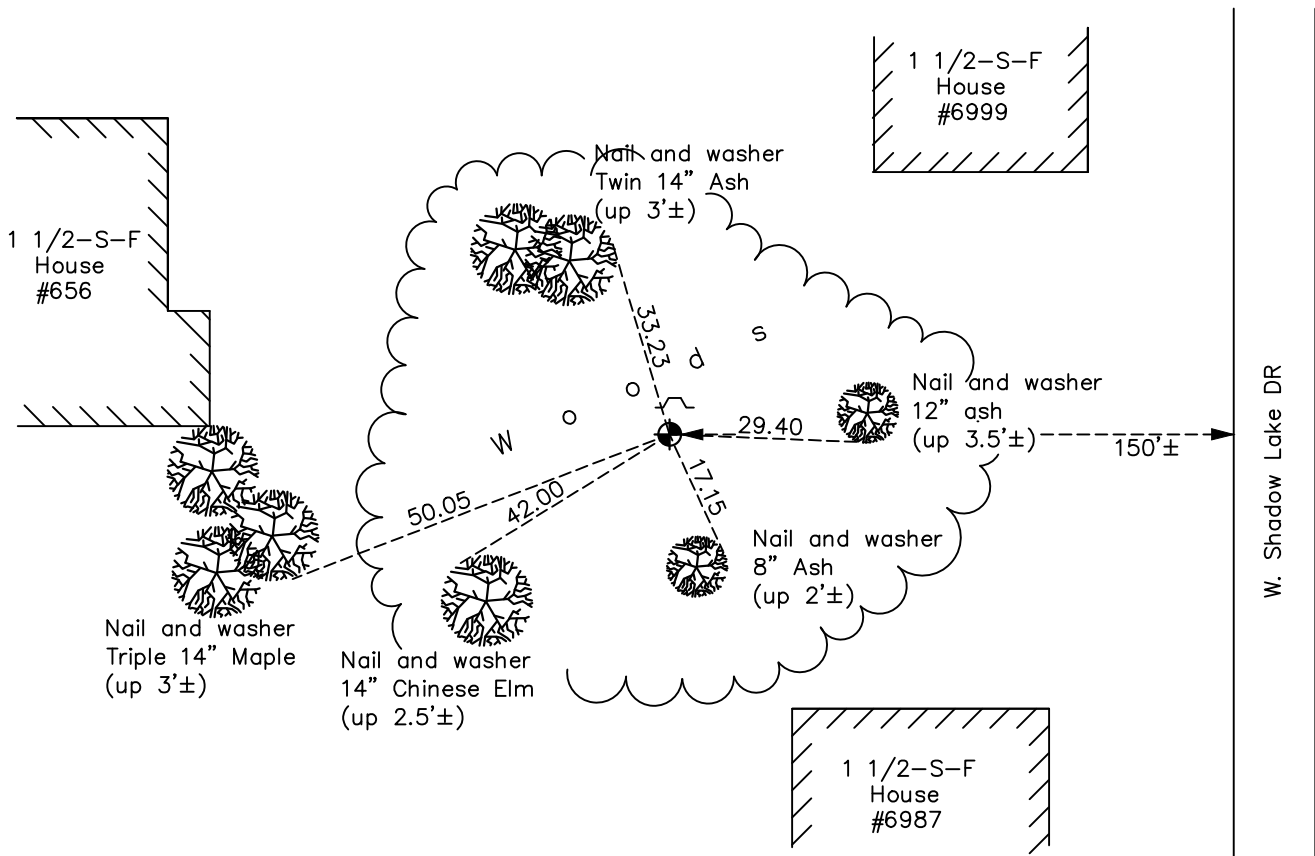 1 1/2-S-F
House
#6999
Nail and washer
Twin 14" Ash
(up 3'±)
1 1/2-S-F
House
#656
33.23
W o o d s
Nail and washer
12" ash
(up 3.5'±)
29.40
150'±
W. Shadow Lake DR
50.05
42.00
17.15
Nail and washer
8" Ash
(up 2'±)
Nail and washer
Triple 14" Maple
(up 3'±)
Nail and washer
14" Chinese Elm
(up 2.5'±)
1 1/2-S-F
House
#6987